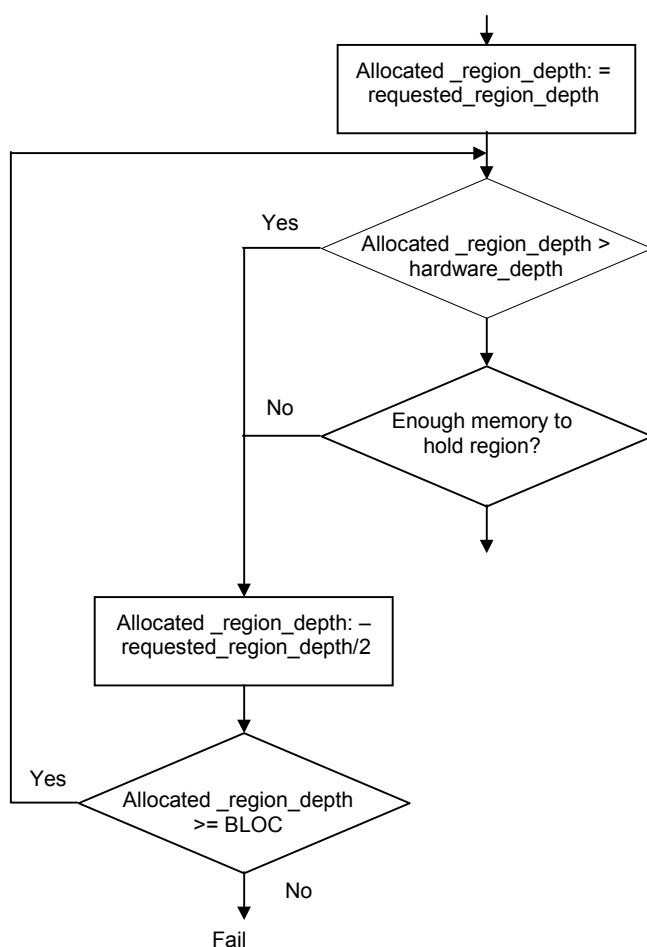 Allocated _region_depth: =
requested_region_depth
Yes
Allocated _region_depth >
hardware_depth
No
Enough memory to
hold region?
Allocated _region_depth: –
requested_region_depth/2
Yes
Allocated _region_depth
>= BLOC
No
Fail